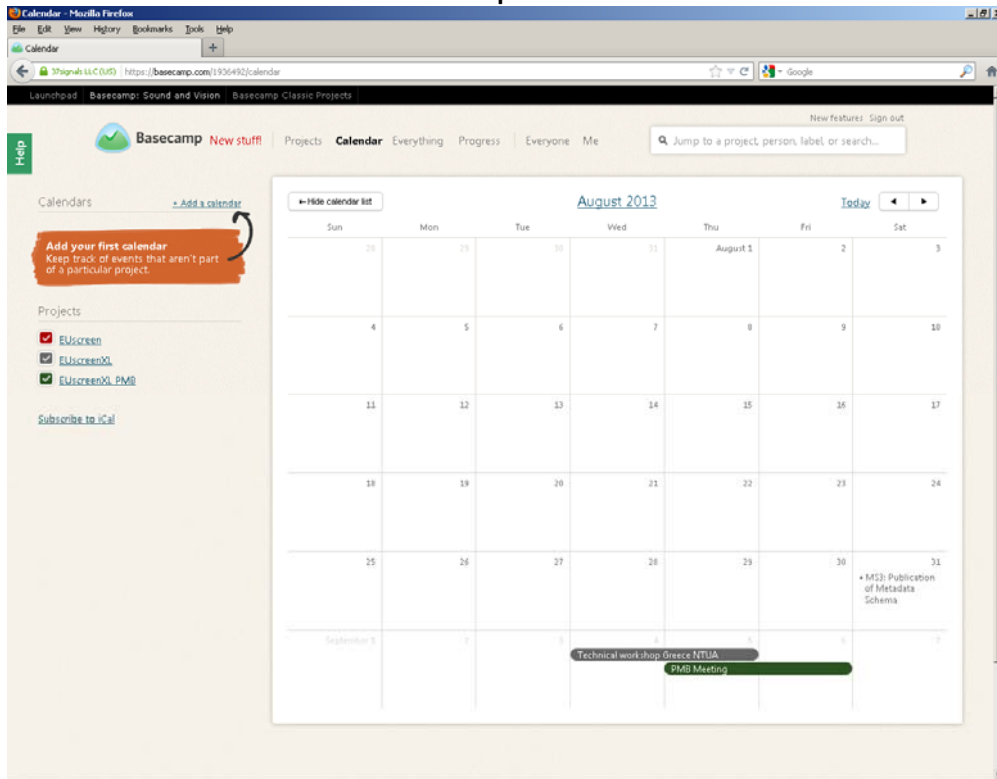 Calendar - Mozilla Firefox
File Edit View History Bookmarks Tools Help
Calendar +
37signals LLC (US) https://basecamp.com/1936492/calendar Google
Launchpad Basecamp: Sound and Vision Basecamp Classic Projects
New features Sign out
Help
Basecamp New stuff! Projects Calendar Everything Progress Everyone Me Jump to a project, person, label, or search...
Calendars + Add a calendar
Add your first calendar
Keep track of events that aren't part
of a particular project.
Projects
EUscreen
EUscreenXL
EUscreenXL PMB
Subscribe to iCal
←Hide calendar list August 2013 Today
Sun Mon Tue Wed Thu Fri Sat
28 29 30 31 August 1 2 3
4 5 6 7 8 9 10
11 12 13 14 15 16 17
18 19 20 21 22 23 24
25 26 27 28 29 30 31
• MS3: Publication
of Metadata
Schema
September 1 2 3 4 5 6 7
Technical workshop Greece NTUA
PMB Meeting